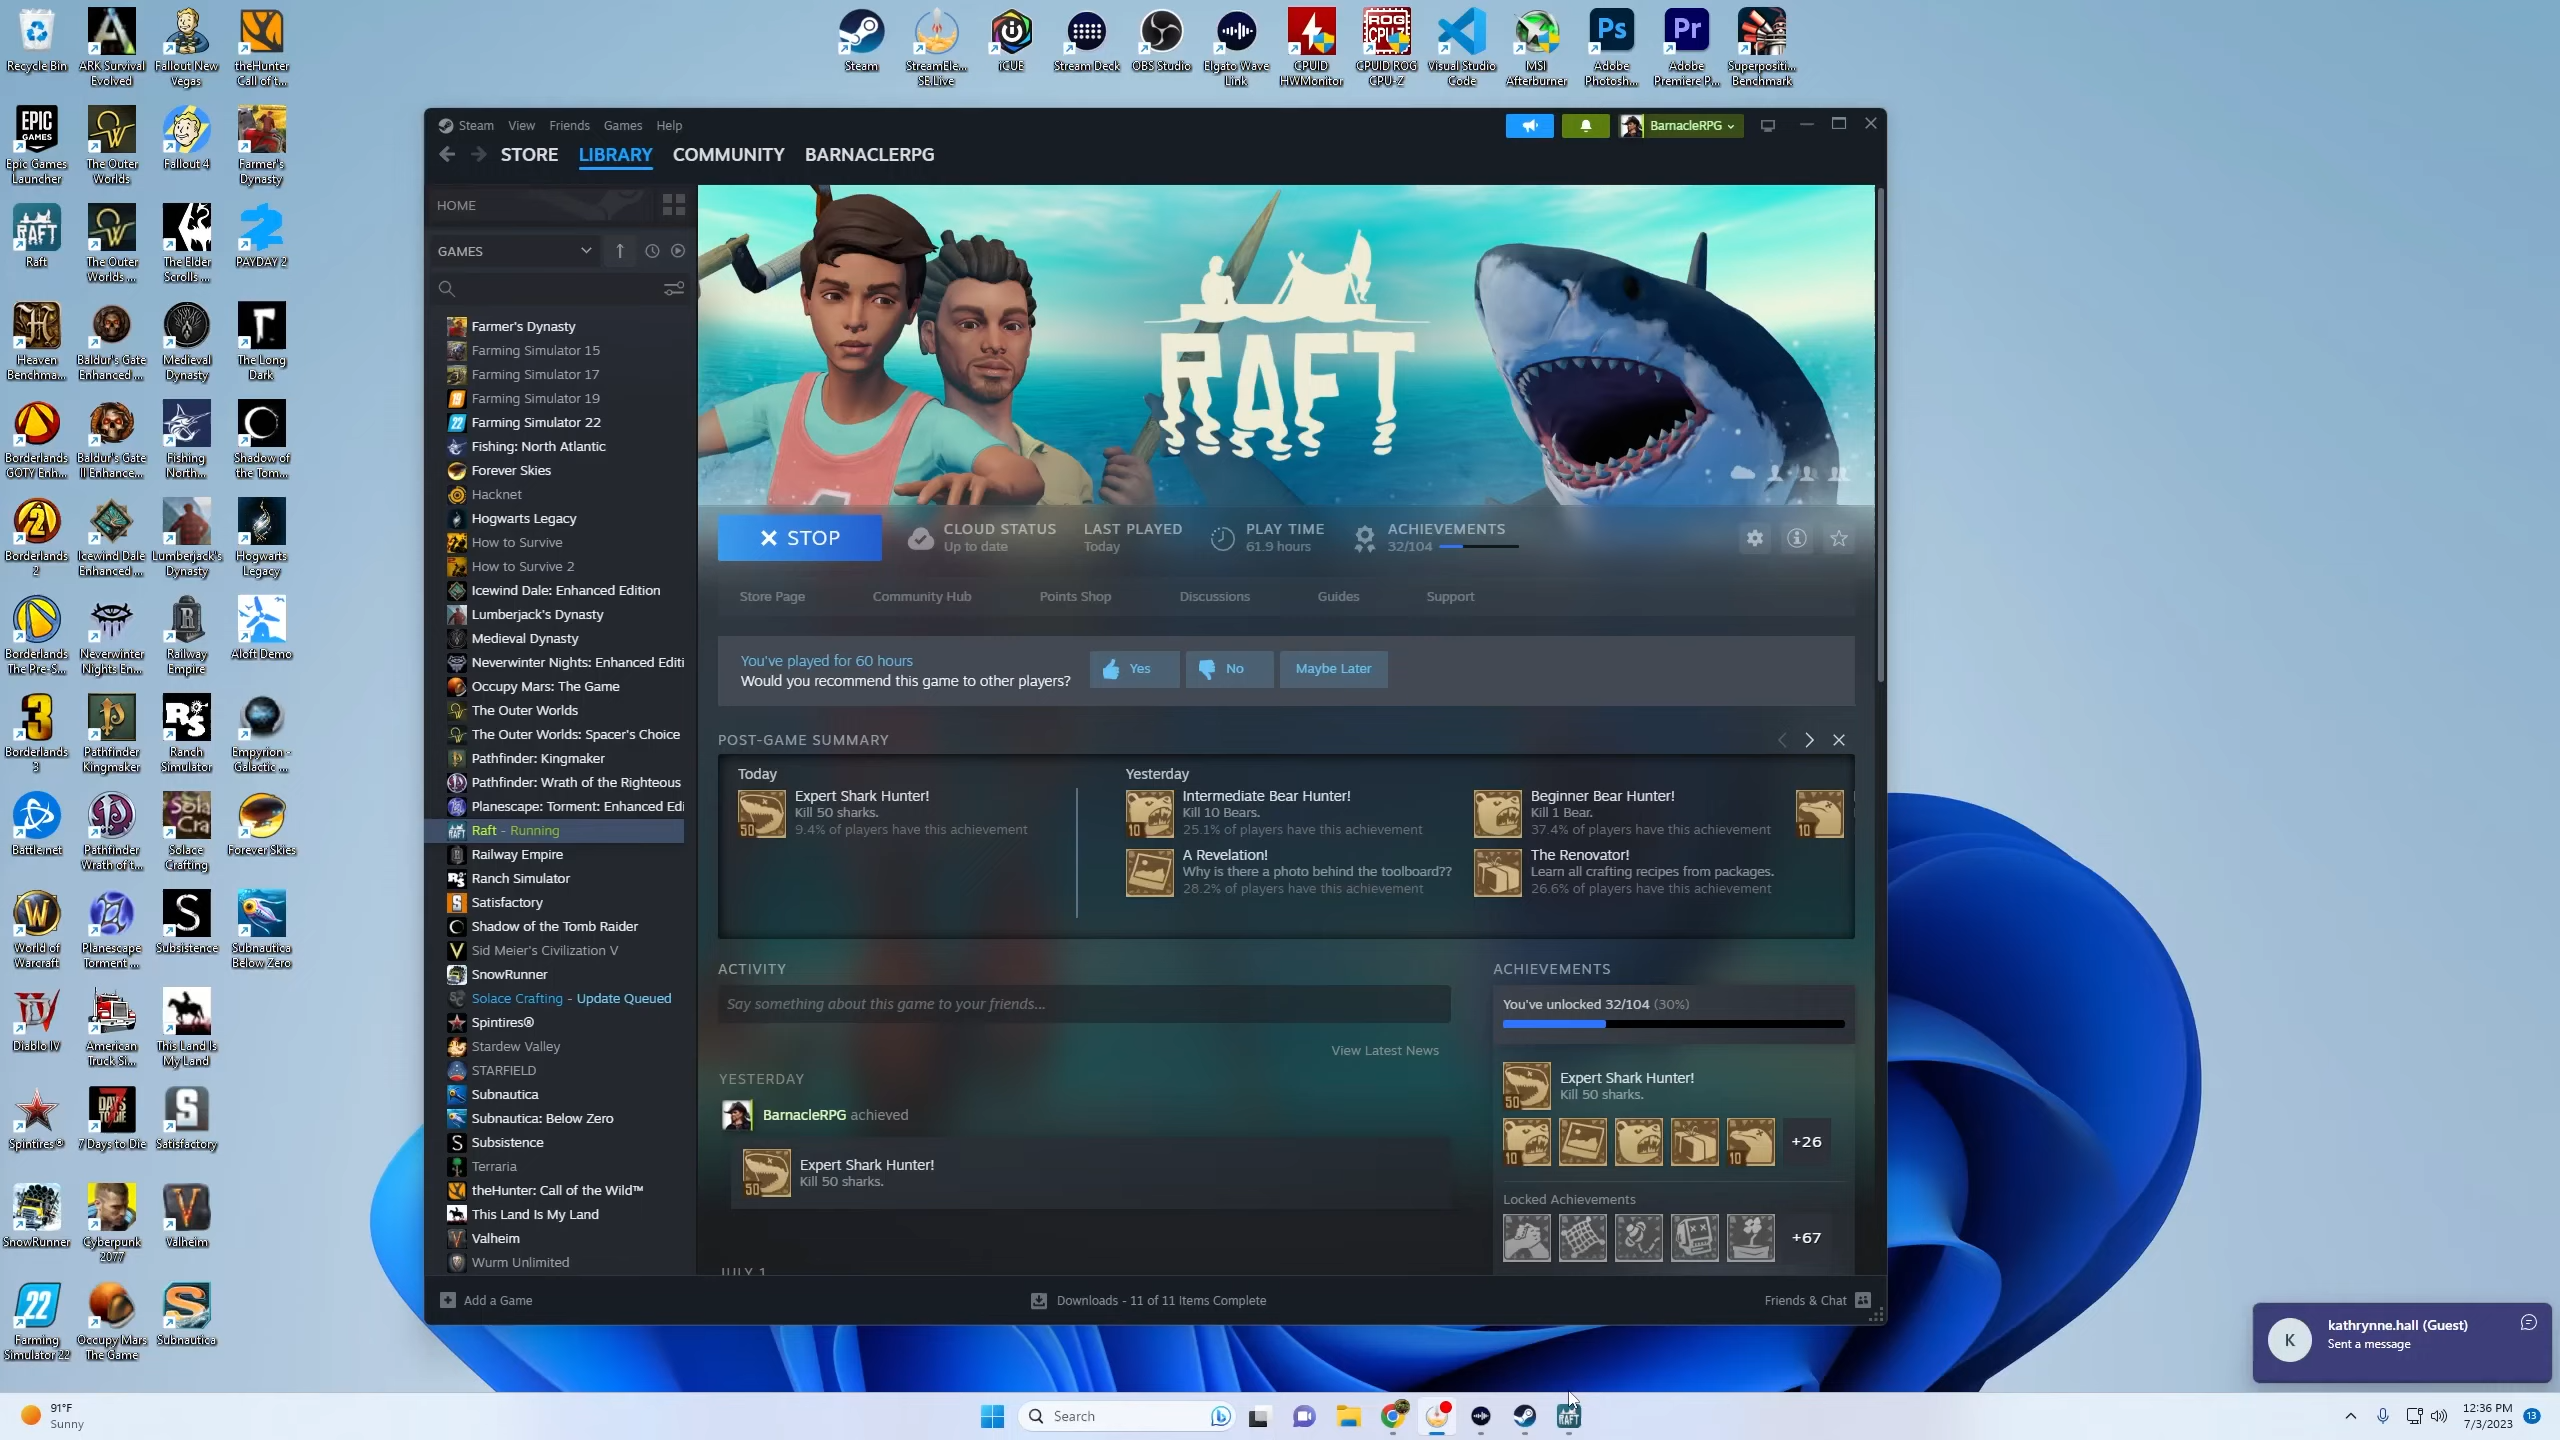 Recycle Bin
ARK Survival
Evolved
Fallout New
Vegas
theHunter
Call of t...
Steam
StreamEle...
SE.Live
iCUE
Stream Deck
OBS Studio
Elgato Wave
Link
CPUID
HWMonitor
CPUID ROG
CPU-Z
Visual Studio
Code
MSI
Afterburner
Adobe
Photosh...
Adobe
Premiere P...
Superpositi...
Benchmark
Epic Games
Launcher
The Outer
Worlds
Fallout 4
Farmer's
Dynasty
Raft
The Outer
Worlds ...
The Elder
Scrolls ...
PAYDAY 2
Heaven
Benchma...
Baldur's Gate
Enhanced ...
Medieval
Dynasty
The Long
Dark
Borderlands
GOTY Enh...
Baldur's Gate
II Enhance...
Fishing
North...
Shadow of
the Tom...
Borderlands
2
Icewind Dale
Enhanced ...
Lumberjack's
Dynasty
Hogwarts
Legacy
Borderlands
The Pre-S...
Neverwinter
Nights En...
Railway
Empire
Aloft Demo
Borderlands
3
Pathfinder
Kingmaker
Ranch
Simulator
Empyrion -
Galactic ...
Battle.net
Pathfinder
Wrath of t...
Solace
Crafting
Forever Skies
World of
Warcraft
Planescape
Torment ...
Subsistence
Subnautica
Below Zero
Diablo IV
American
Truck Si...
This Land Is
My Land
Spintires®
7 Days to Die
Satisfactory
SnowRunner
Cyberpunk
2077
Valheim
Farming
Simulator 22
Occupy Mars
The Game
Subnautica
Steam View Friends Games Help
BarnacleRPG
STORE LIBRARY COMMUNITY BARNACLERPG
HOME
GAMES
Farmer's Dynasty
Farming Simulator 15
Farming Simulator 17
Farming Simulator 19
Farming Simulator 22
Fishing: North Atlantic
Forever Skies
Hacknet
Hogwarts Legacy
How to Survive
How to Survive 2
Icewind Dale: Enhanced Edition
Lumberjack's Dynasty
Medieval Dynasty
Neverwinter Nights: Enhanced Editi
Occupy Mars: The Game
The Outer Worlds
The Outer Worlds: Spacer's Choice
Pathfinder: Kingmaker
Pathfinder: Wrath of the Righteous
Planescape: Torment: Enhanced Edi
Raft - Running
Railway Empire
Ranch Simulator
Satisfactory
Shadow of the Tomb Raider
Sid Meier's Civilization V
SnowRunner
Solace Crafting - Update Queued
Spintires®
Stardew Valley
STARFIELD
Subnautica
Subnautica: Below Zero
Subsistence
Terraria
theHunter: Call of the Wild™
This Land Is My Land
Valheim
Wurm Unlimited
RAFT
STOP
CLOUD STATUS
Up to date
LAST PLAYED
Today
PLAY TIME
61.9 hours
ACHIEVEMENTS
32/104
Store Page Community Hub Points Shop Discussions Guides Support
You've played for 60 hours
Would you recommend this game to other players?
Yes
No
Maybe Later
POST-GAME SUMMARY
Today
Expert Shark Hunter!
Kill 50 sharks.
9.4% of players have this achievement
Yesterday
Intermediate Bear Hunter!
Kill 10 Bears.
25.1% of players have this achievement
Beginner Bear Hunter!
Kill 1 Bear.
37.4% of players have this achievement
A Revelation!
Why is there a photo behind the toolboard??
28.2% of players have this achievement
The Renovator!
Learn all crafting recipes from packages.
26.6% of players have this achievement
ACTIVITY
Say something about this game to your friends...
View Latest News
YESTERDAY
BarnacleRPG achieved
Expert Shark Hunter!
Kill 50 sharks.
JULY 1
ACHIEVEMENTS
You've unlocked 32/104 (30%)
Expert Shark Hunter!
Kill 50 sharks.
+26
Locked Achievements
+67
Add a Game
Downloads - 11 of 11 Items Complete
Friends & Chat
K
kathrynne.hall (Guest)
Sent a message
91°F
Sunny
Search
12:36 PM
7/3/2023
13